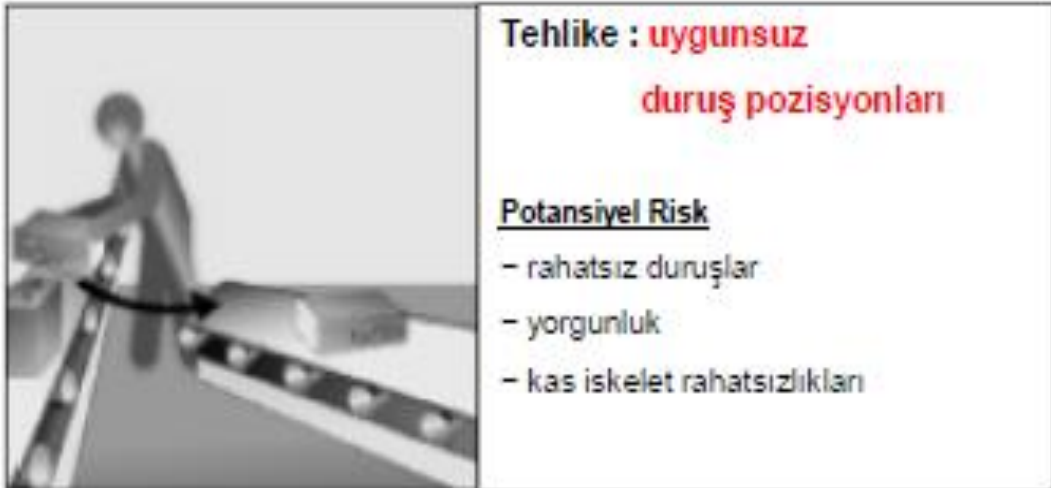 Tehlike : uygunsuz
duruş pozisyonları
Potansiyel Risk
– rahatsız duruşlar
– yorgunluk
– kas iskelet rahatsızlıkları